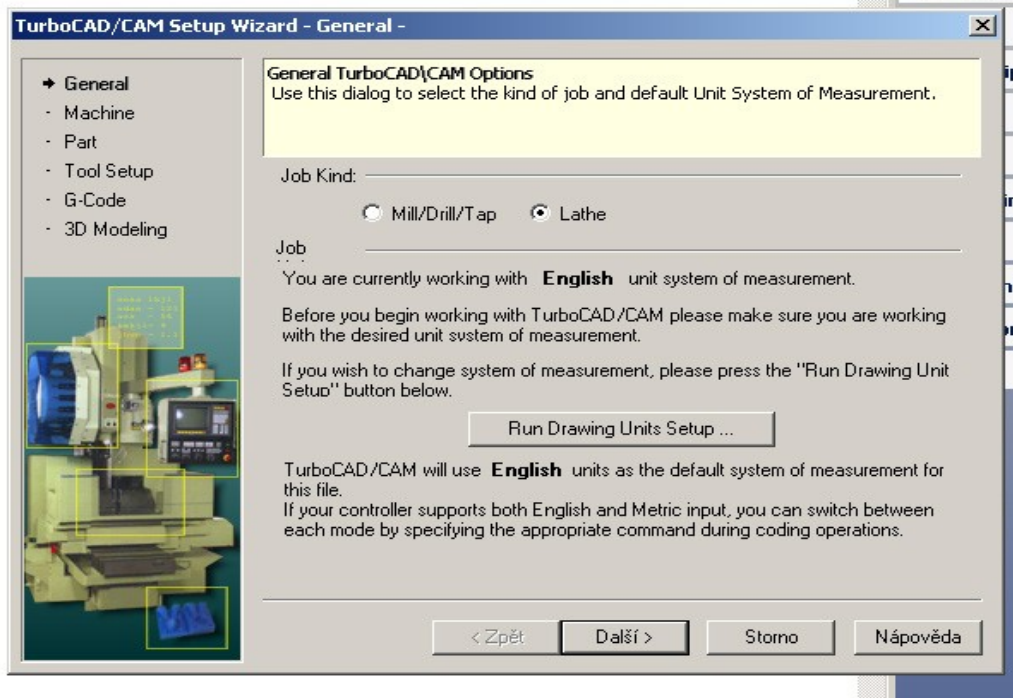 TurboCAD/CAM Setup Wizard - General -
General
Machine
Part
Tool Setup
G-Code
3D Modeling
General TurboCAD\CAM Options
Use this dialog to select the kind of job and default Unit System of Measurement.
Job Kind:
Mill/Drill/Tap Lathe
Job
You are currently working with English unit system of measurement.
Before you begin working with TurboCAD/CAM please make sure you are working
with the desired unit system of measurement.
If you wish to change system of measurement, please press the "Run Drawing Unit
Setup" button below.
Run Drawing Units Setup ...
TurboCAD/CAM will use English units as the default system of measurement for
this file.
If your controller supports both English and Metric input, you can switch between
each mode by specifying the appropriate command during coding operations.
< Zpět Další > Storno Nápověda